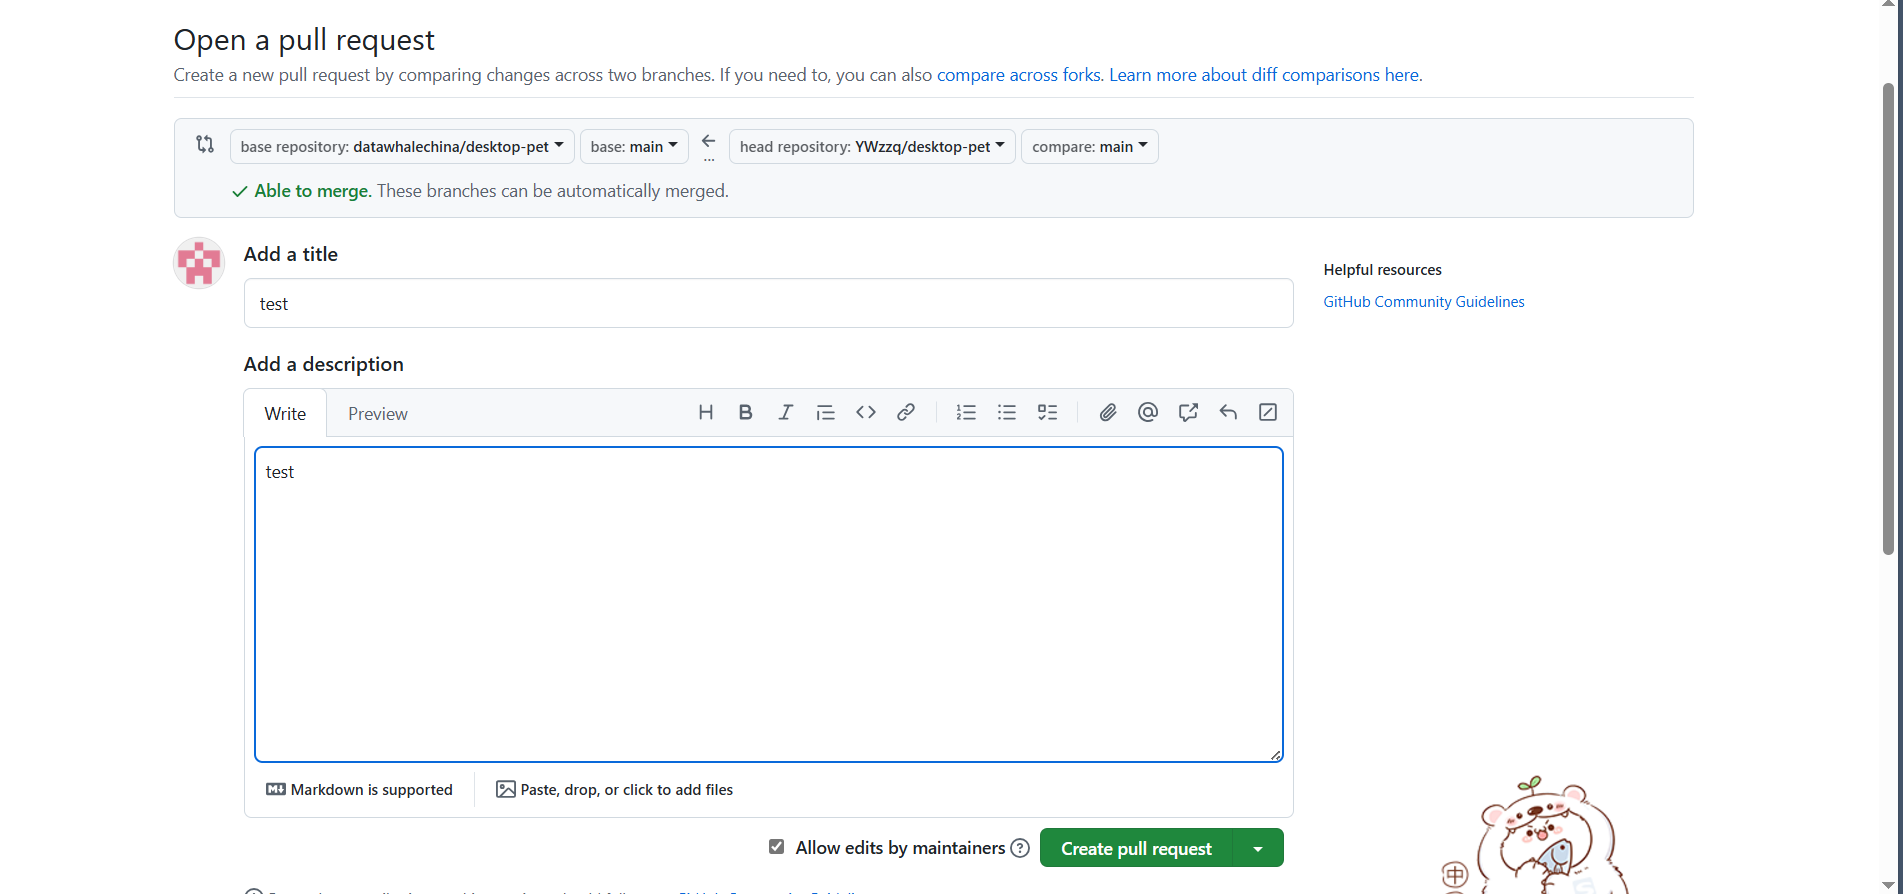 Open a pull request
Create a new pull request by comparing changes across two branches. If you need to, you can also compare across forks. Learn more about diff comparisons here.
base repository: datawhalechina/desktop-pet base: main ... head repository: YWzzq/desktop-pet compare: main
Able to merge. These branches can be automatically merged.
Add a title
test
Helpful resources
GitHub Community Guidelines
Add a description
Write Preview
test
Markdown is supported Paste, drop, or click to add files
Allow edits by maintainers Create pull request
中